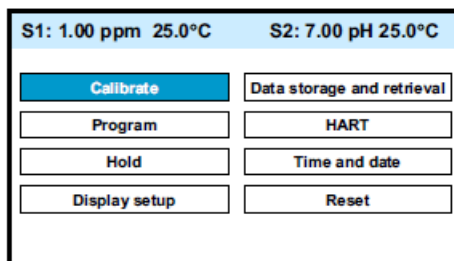 S1: 1.00 ppm 25.0°C S2: 7.00 pH 25.0°C
Calibrate Data storage and retrieval
Program HART
Hold Time and date
Display setup Reset